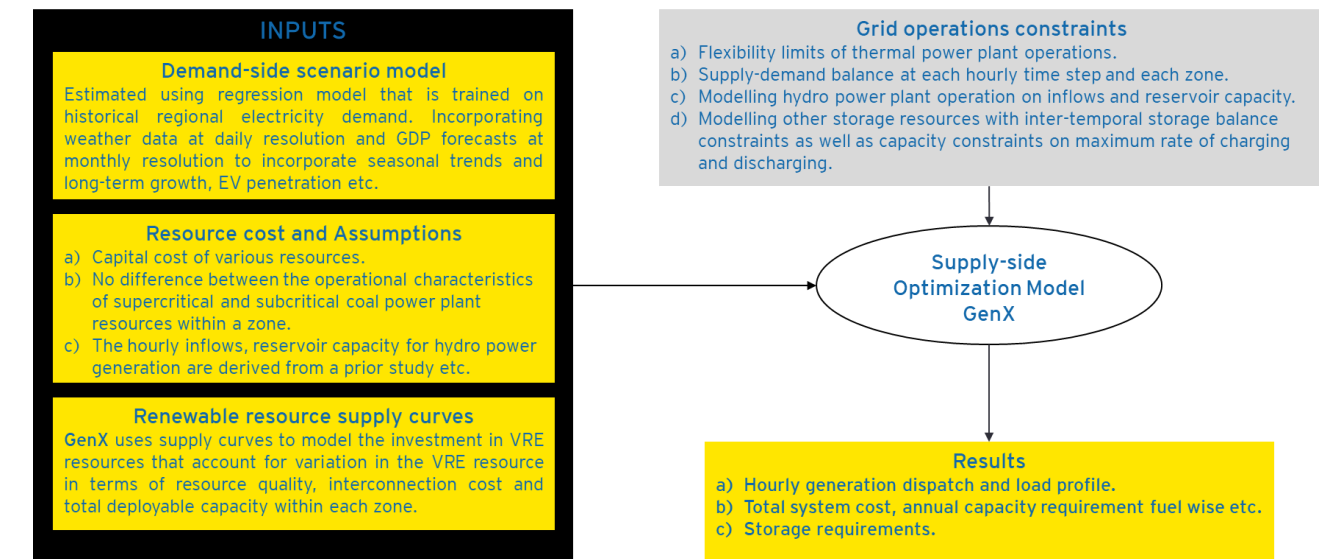 INPUTS
Demand-side scenario model
Estimated using regression model that is trained on
historical regional electricity demand. Incorporating
weather data at daily resolution and GDP forecasts at
monthly resolution to incorporate seasonal trends and
long-term growth, EV penetration etc.
Resource cost and Assumptions
a) Capital cost of various resources.
b) No difference between the operational characteristics
of supercritical and subcritical coal power plant
resources within a zone.
c) The hourly inflows, reservoir capacity for hydro power
generation are derived from a prior study etc.
Renewable resource supply curves
GenX uses supply curves to model the investment in VRE
resources that account for variation in the VRE resource
in terms of resource quality, interconnection cost and
total deployable capacity within each zone.
Grid operations constraints
a) Flexibility limits of thermal power plant operations.
b) Supply-demand balance at each hourly time step and each zone.
c) Modelling hydro power plant operation on inflows and reservoir capacity.
d) Modelling other storage resources with inter-temporal storage balance
constraints as well as capacity constraints on maximum rate of charging
and discharging.
Supply-side
Optimization Model
GenX
Results
a) Hourly generation dispatch and load profile.
b) Total system cost, annual capacity requirement fuel wise etc.
c) Storage requirements.